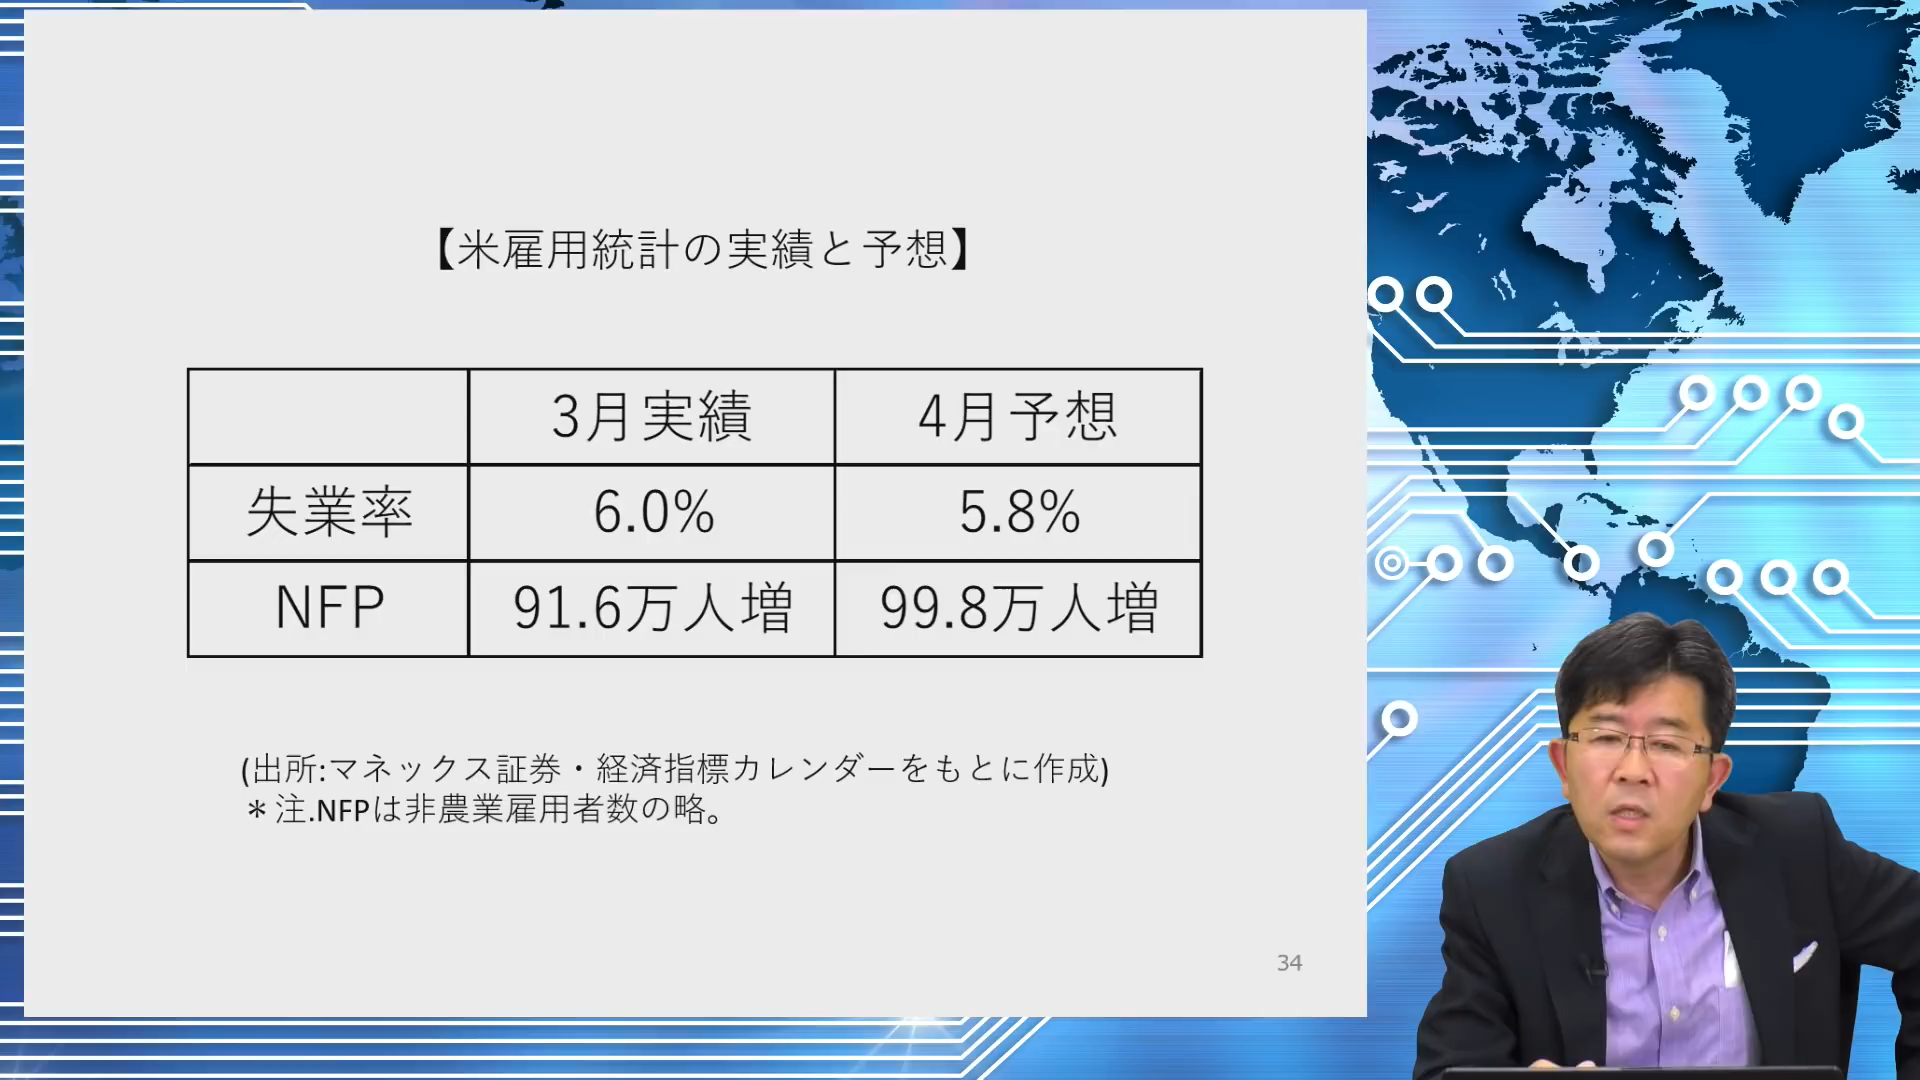 【米雇用統計の実績と予想】
3月実績 4月予想
失業率 6.0% 5.8%
NFP 91.6万人増 99.8万人増
(出所:マネックス証券・経済指標カレンダーをもとに作成)
＊注.NFPは非農業雇用者数の略。
34